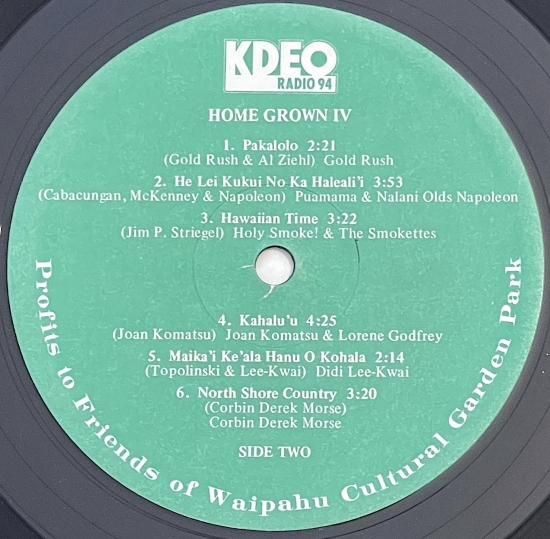 KDEO
RADIO 94
HOME GROWN IV
1. Pakalolo 2:21
(Gold Rush & Al Ziehl) Gold Rush
2. He Lei Kukui No Ka Haleali'i 3:53
(Cabacungan, McKenney & Napoleon) Puamama & Nalani Olds Napoleon
3. Hawaiian Time 3:22
(Jim P. Striegel) Holy Smoke! & The Smokettes
4. Kahalu'u 4:25
(Joan Komatsu) Joan Komatsu & Lorene Godfrey
5. Maika'i Ke'ala Hanu O Kohala 2:14
(Topolinski & Lee-Kwai) Didi Lee-Kwai
6. North Shore Country 3:20
(Corbin Derek Morse)
Corbin Derek Morse
SIDE TWO
Profits to Friends of Waipahu Cultural Garden Park